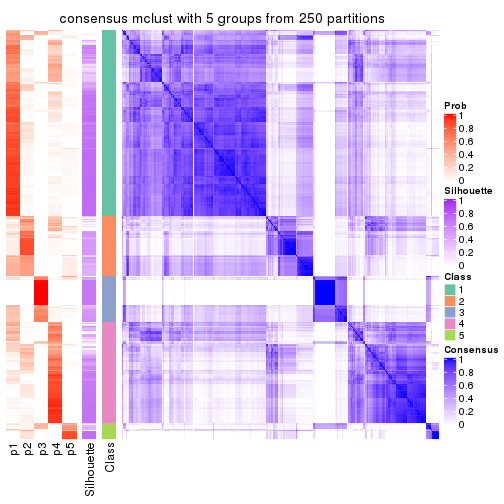 consensus mclust with 5 groups from 250 partitions
Prob
1
0.8
0.6
0.4
0.2
0
Silhouette
1
0.8
0.6
0.4
0.2
0
Class
1
2
3
4
5
Consensus
1
0.8
0.6
0.4
0.2
0
p1
p2
p3
p4
p5
Silhouette
Class